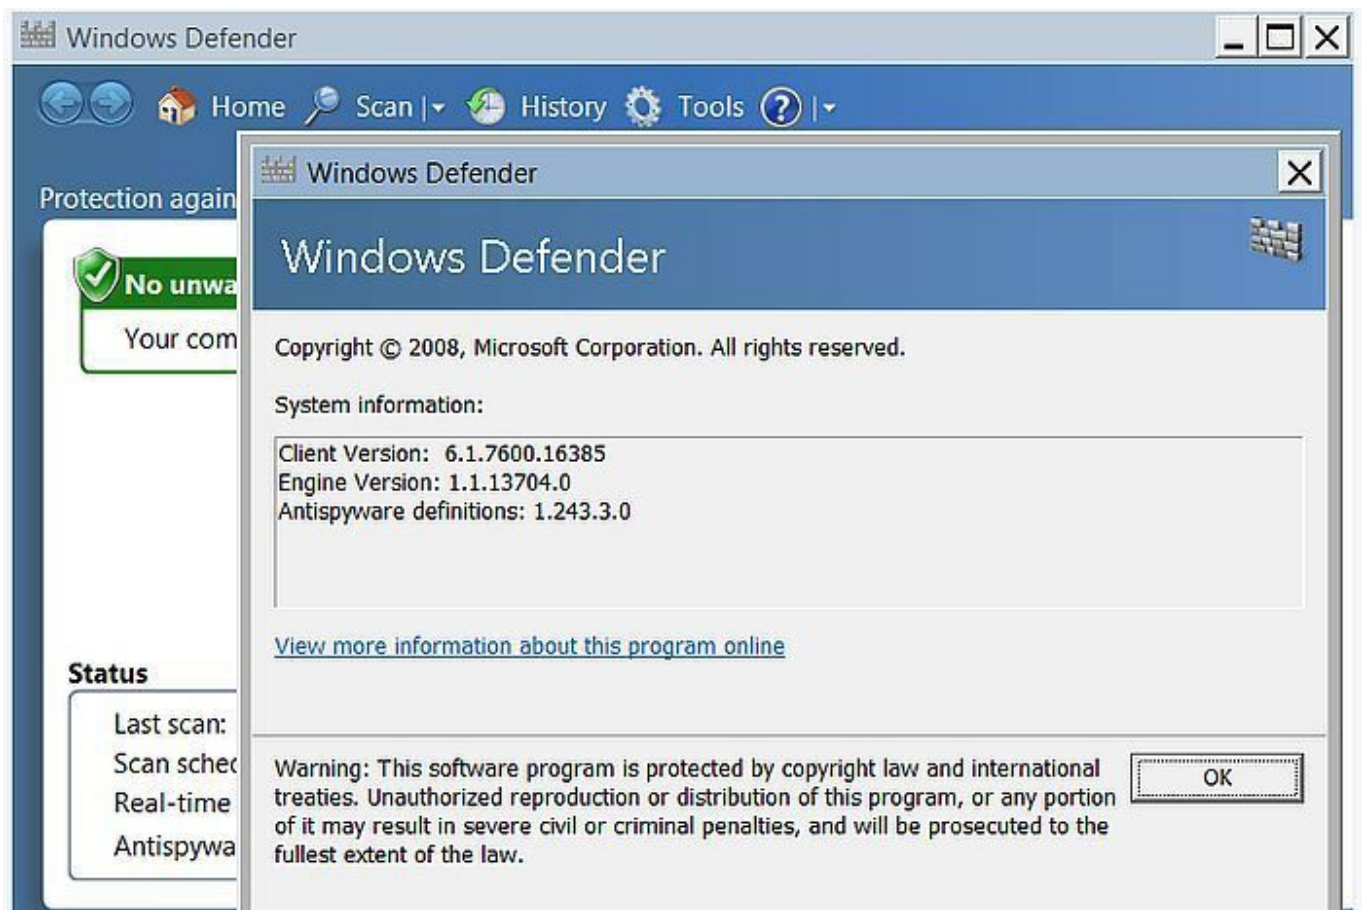 Windows Defender
Home Scan History Tools ?
Windows Defender
Protection again
Windows Defender
No unwa
Your com
Copyright © 2008, Microsoft Corporation. All rights reserved.
System information:
Client Version: 6.1.7600.16385
Engine Version: 1.1.13704.0
Antispyware definitions: 1.243.3.0
View more information about this program online
Status
Last scan:
Scan sched
Real-time
Antispywa
Warning: This software program is protected by copyright law and international
treaties. Unauthorized reproduction or distribution of this program, or any portion
of it may result in severe civil or criminal penalties, and will be prosecuted to the
fullest extent of the law.
OK